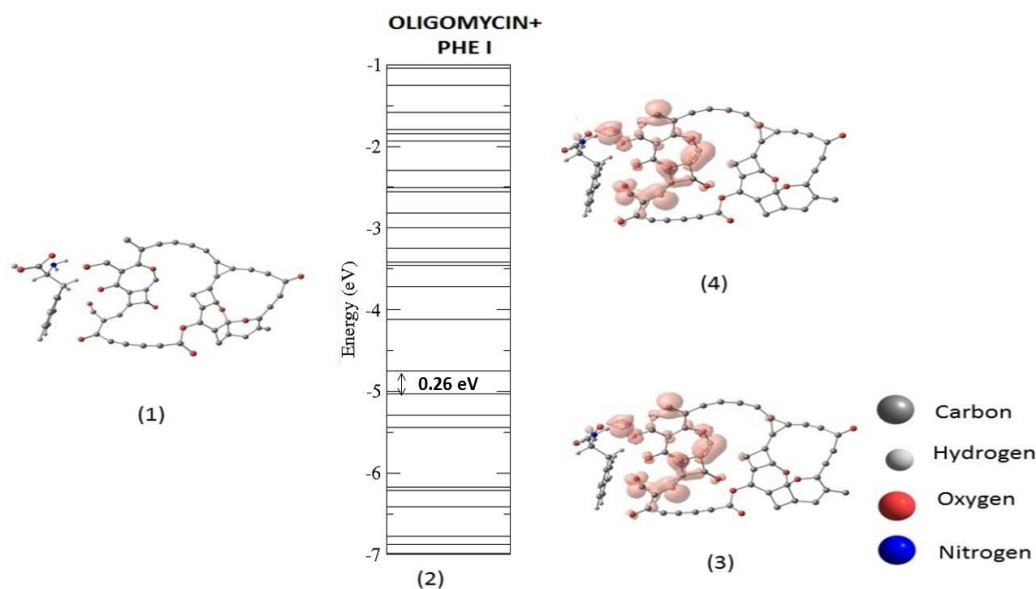 OLIGOMYCIN+
PHE I
-1
-2
-3
-4
-5
-6
-7
Energy (eV)
0.26 eV
(1)
(2)
(4)
(3)
Carbon
Hydrogen
Oxygen
Nitrogen